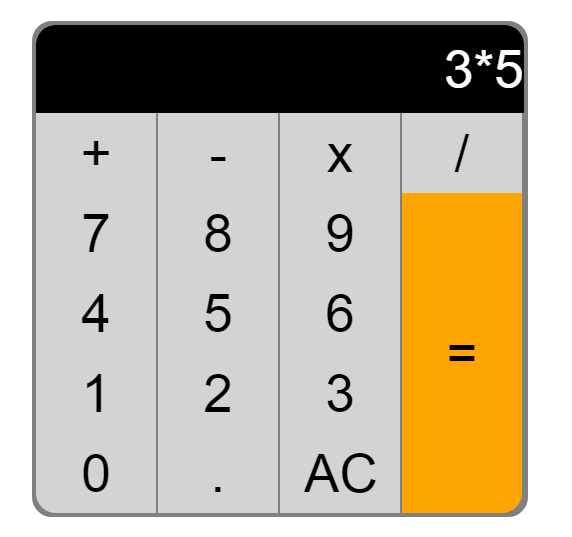 3*5
+ - x /
7 8 9
4 5 6 =
1 2 3
0 . AC